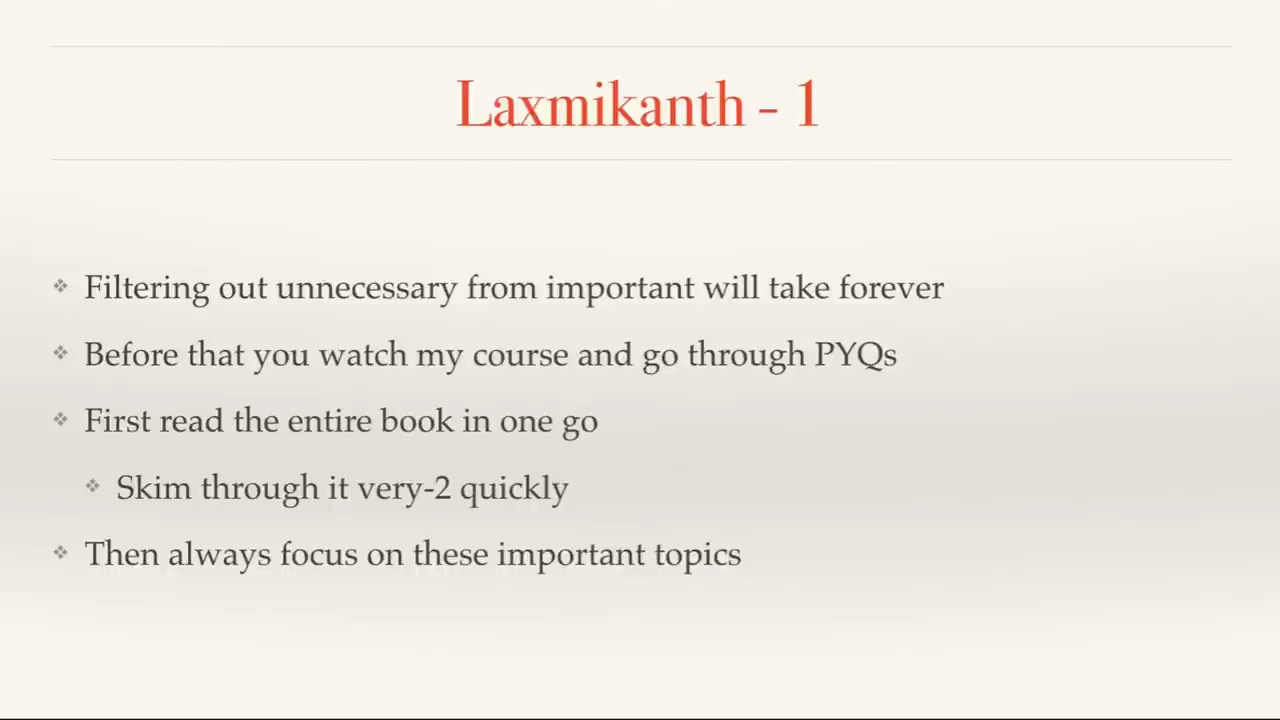 Laxmikanth - 1
❖ Filtering out unnecessary from important will take forever
❖ Before that you watch my course and go through PYQs
❖ First read the entire book in one go
❖ Skim through it very-2 quickly
❖ Then always focus on these important topics